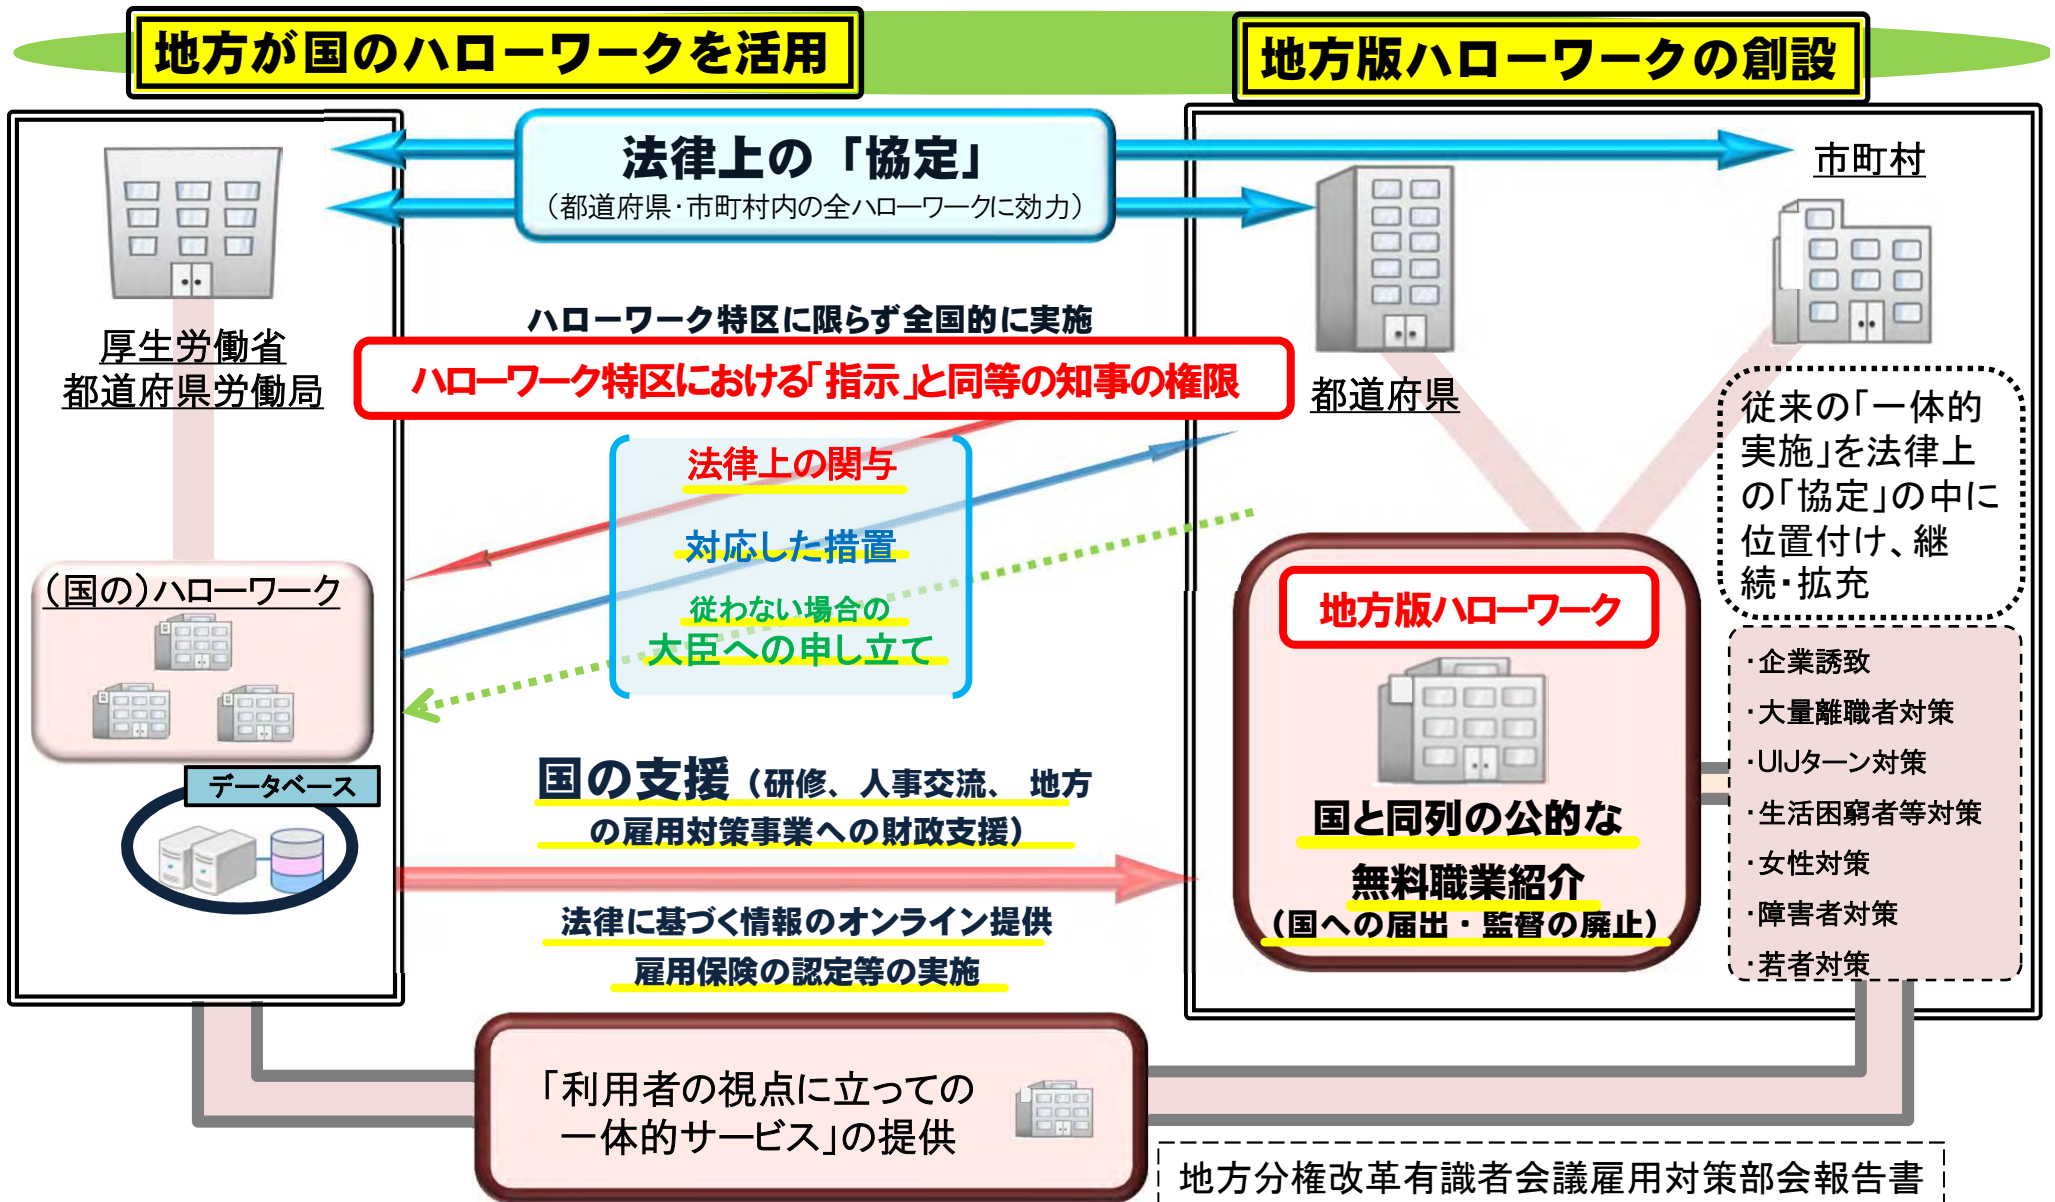 地方が国のハローワークを活用
地方版ハローワークの創設
法律上の「協定」
（都道府県・市町村内の全ハローワークに効力）
市町村
厚生労働省
都道府県労働局
ハローワーク特区に限らず全国的に実施
ハローワーク特区における「指示」と同等の知事の権限
都道府県
従来の「一体的
実施」を法律上
の「協定」の中に
位置付け、継
続・拡充
法律上の関与
対応した措置
従わない場合の
大臣への申し立て
（国の）ハローワーク
データベース
地方版ハローワーク
国と同列の公的な
無料職業紹介
（国への届出・監督の廃止）
・企業誘致
・大量離職者対策
・UIJターン対策
・生活困窮者等対策
・女性対策
・障害者対策
・若者対策
国の支援（研修、人事交流、 地方
の雇用対策事業への財政支援）
法律に基づく情報のオンライン提供
雇用保険の認定等の実施
「利用者の視点に立っての
一体的サービス」の提供
地方分権改革有識者会議雇用対策部会報告書